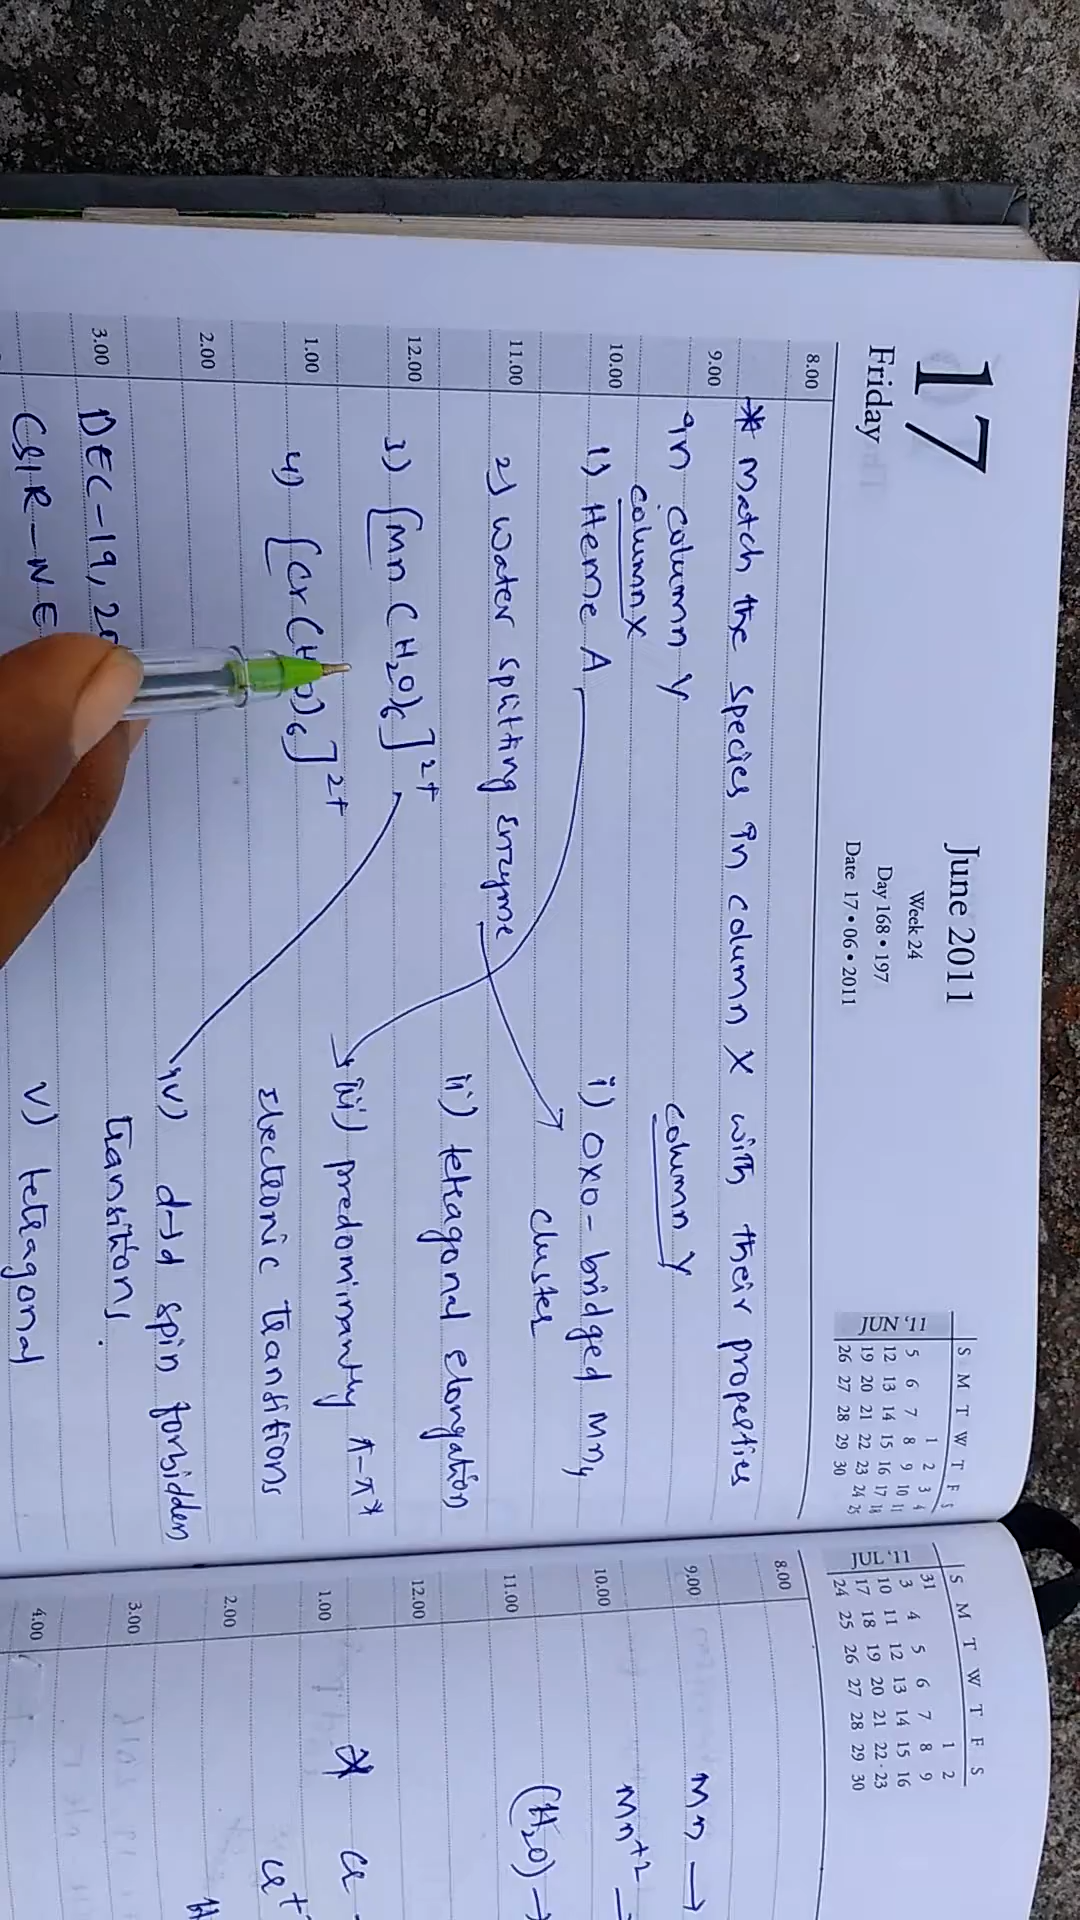 17
Friday
June 2011
Week 24
Day 168 • 197
Date 17 • 06 • 2011
JUN '11
S M T W T F S
1 2 3 4
5 6 7 8 9 10 11
12 13 14 15 16 17 18
19 20 21 22 23 24 25
26 27 28 29 30
8.00
9.00
10.00
11.00
12.00
1.00
2.00
3.00
* Match the species in column X with their properties
in column Y
column X
column Y
1) Heme A
i) oxo-bridged Mn4
cluster
2) Water splitting Enzyme
ii) tetragonal elongation
3) [Mn(H2O)6]2+
iii) predominantly π-π*
Electronic transitions
4) [Cr(H2O)6]2+
iv) d→d spin forbidden
transitions.
DEC-19, 20
CSIR-NE
v) tetragonal
JUL '11
S M T W T F S
31 1 2
3 4 5 6 7 8 9
10 11 12 13 14 15 16
17 18 19 20 21 22 • 23
24 25 26 27 28 29 30
8.00
9.00
10.00
11.00
12.00
1.00
2.00
3.00
4.00
Mn →
Mn+2
(H2O) →
*